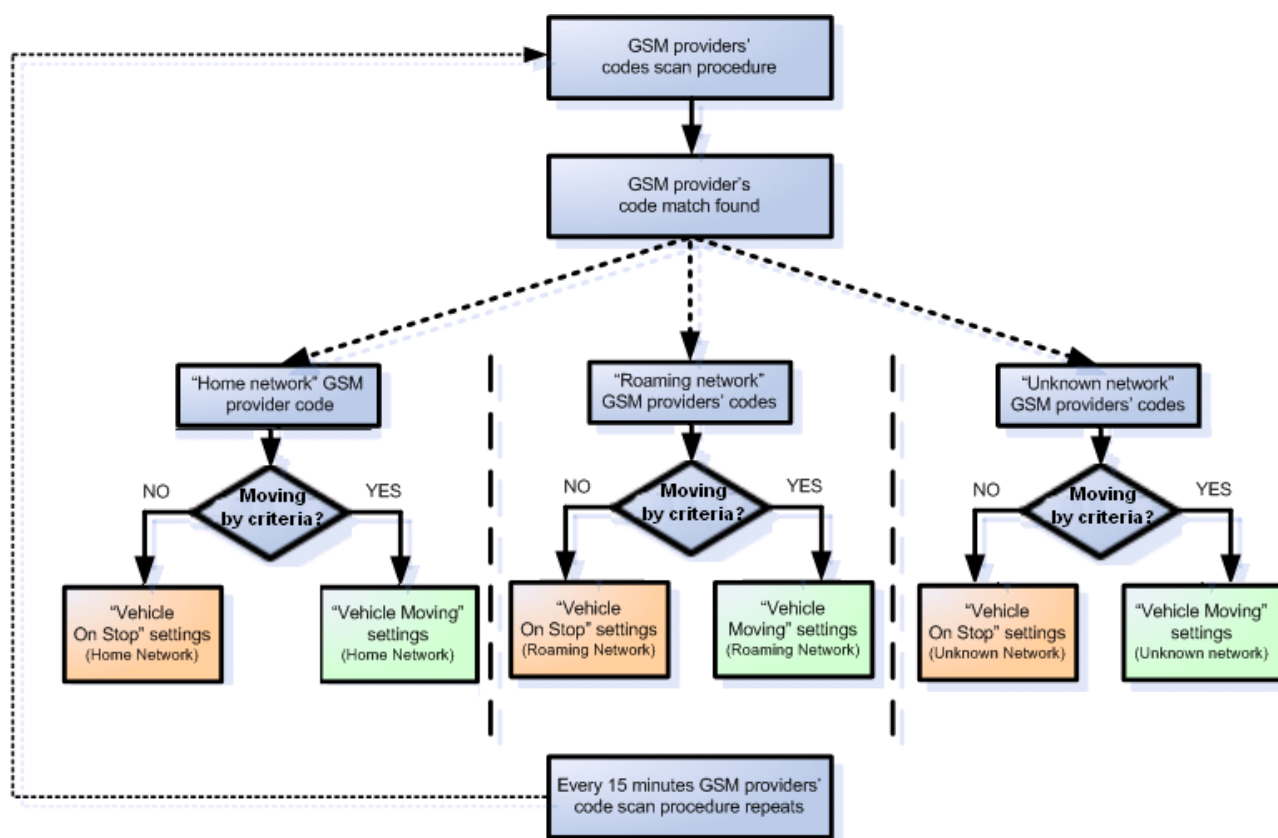 GSM providers'
codes scan procedure
GSM provider's
code match found
“Home network” GSM
provider code
“Roaming network”
GSM providers' codes
“Unknown network”
GSM providers' codes
NO
Moving
by criteria?
YES
NO
Moving
by criteria?
YES
NO
Moving
by criteria?
YES
“Vehicle
On Stop” settings
(Home Network)
“Vehicle Moving”
settings
(Home Network)
“Vehicle
On Stop” settings
(Roaming Network)
“Vehicle
Moving” settings
(Roaming Network)
“Vehicle
On Stop” settings
(Unknown Network)
“Vehicle Moving”
settings
(Unknown network)
Every 15 minutes GSM providers'
code scan procedure repeats